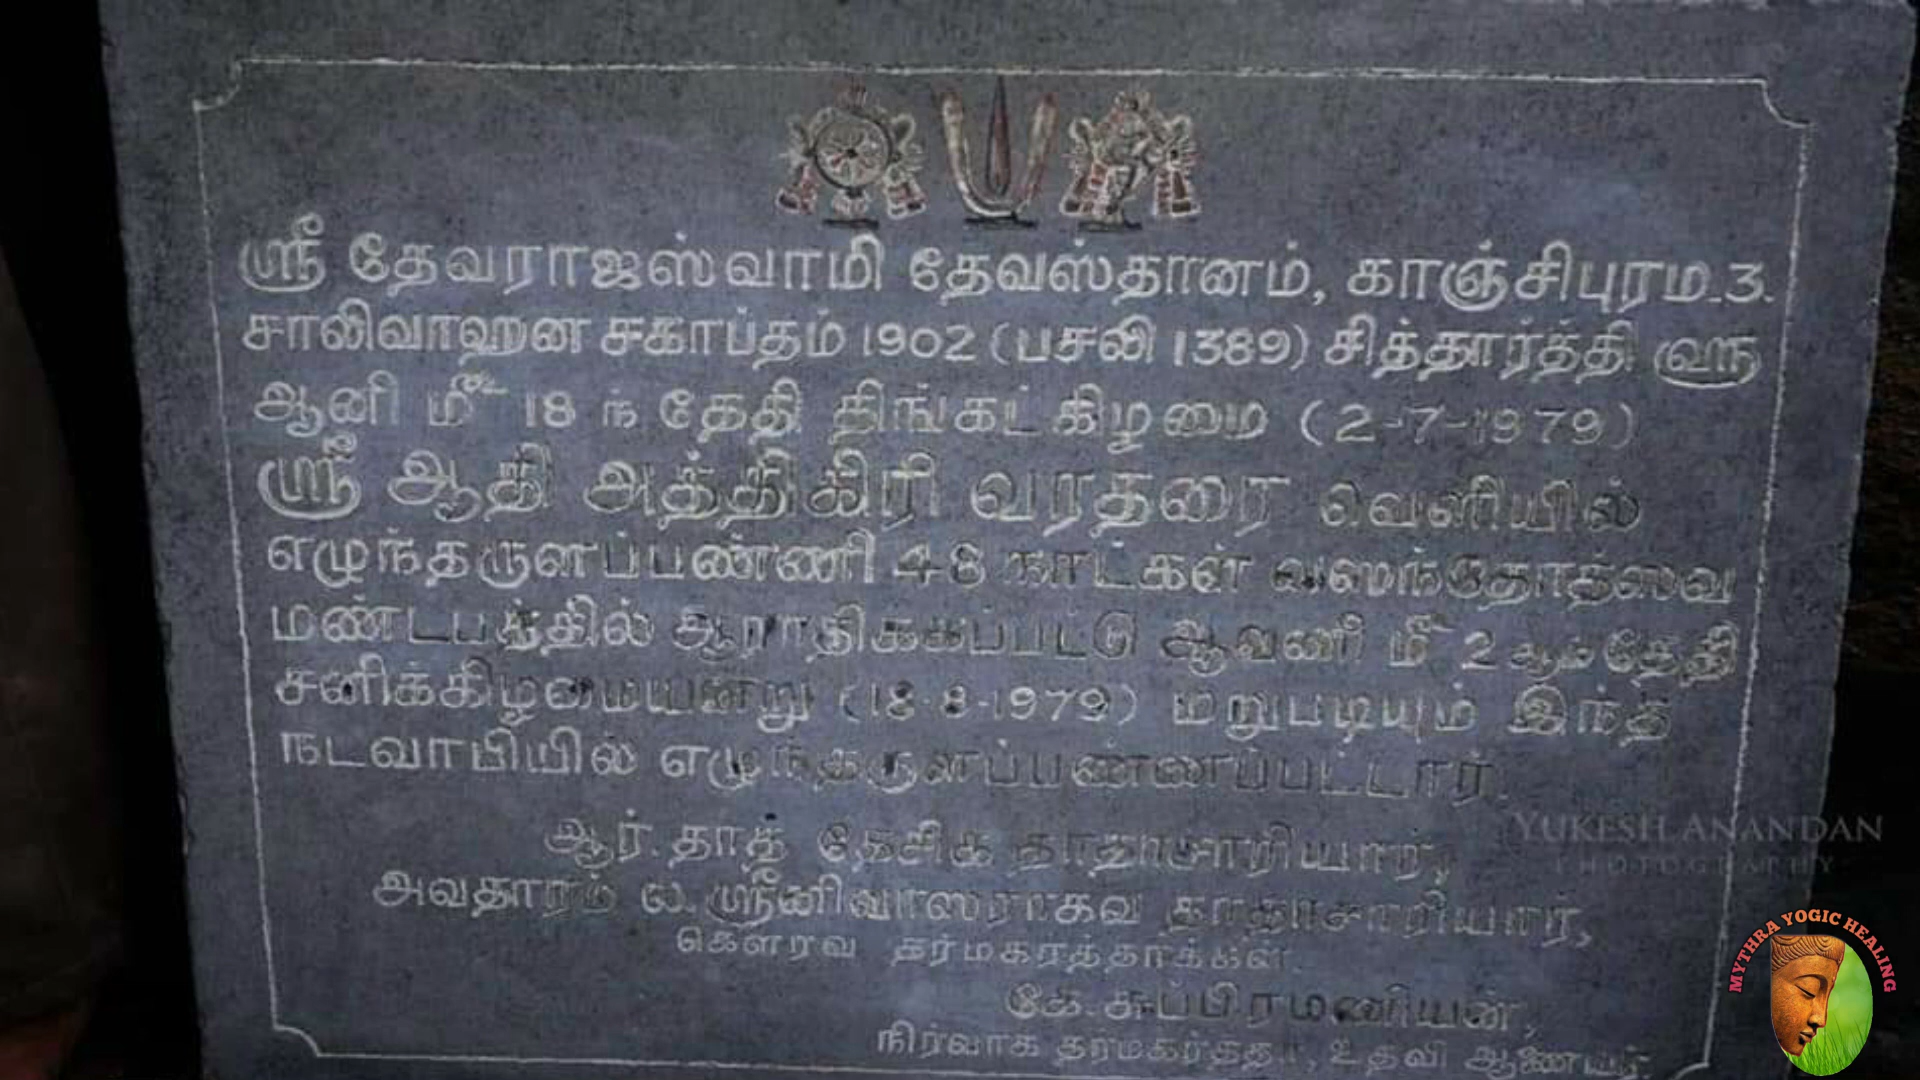 ஸ்ரீ தேவராஜஸ்வாமி தேவஸ்தானம், காஞ்சிபுரம-3.
சாலிவாஹன சகாப்தம் 1902 (பசலி 1389) சித்தார்த்தி ௵
ஆனி மீ 18 ந் தேதி திங்கட்கிழமை (2-7-1979)
ஸ்ரீ ஆதி அத்திகிரி வரதரை வெளியில்
எழுந்தருளப்பண்ணி 48 நாட்கள் வஸந்தோத்ஸவ
மண்டபத்தில் ஆராதிக்கப்பட்டு ஆவணி மீ 2 ஆம் தேதி
சனிக்கிழமையன்று (18-8-1979) மறுபடியும் இந்த
நடவாபியில் எழுந்தருளப்பண்ணப்பட்டார்.
ஆர். தாத தேசிக தாதாசாரியார்,
அவதாரம் ல. ஸ்ரீனிவாஸராகவ தாதாசாரியார்,
கௌரவ தர்மகர்த்தாக்கள்.
கே. சுப்பிரமணியன்,
நிர்வாக தர்மகர்த்தா, உதவி ஆணையர்.
YUKESH ANANDAN
PHOTOGRAPHY
MYTHRA YOGIC HEALING